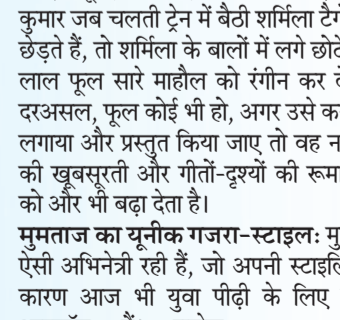 कुमार जब चलती ट्रेन में बैठी शर्मिला
छेड़ते हैं, तो शर्मिला के बालों में लगे
लाल फूल सारे माहौल को रंगीन कर
दरअसल, फूल कोई भी हो, अगर उसे
लगाया और प्रस्तुत किया जाए तो वह
की खूबसूरती और गीतों-दृश्यों की
को और भी बढ़ा देता है।
मुमताज का यूनीक गजरा-स्टाइल:
ऐसी अभिनेत्री रही हैं, जो अपनी
कारण आज भी युवा पीढ़ी के लिए